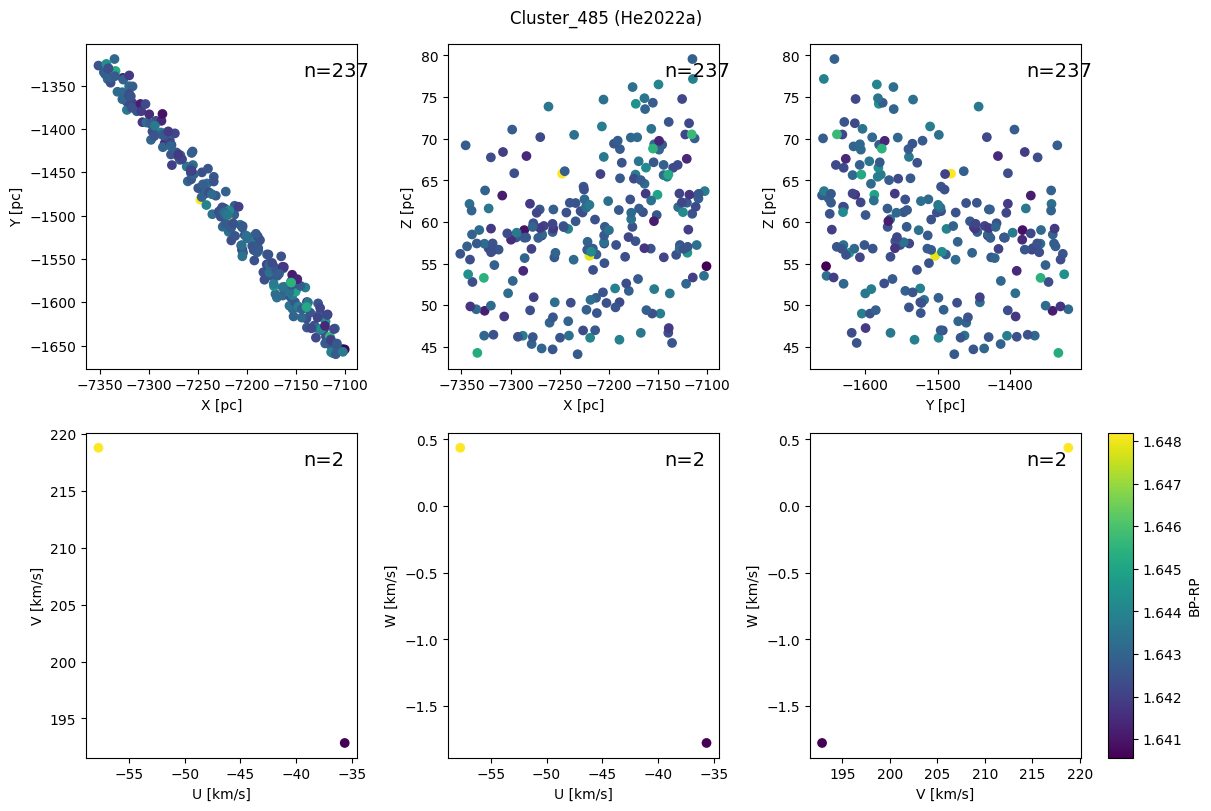 Cluster_485 (He2022a)
n=237
−1350
−1400
−1450
−1500
−1550
−1600
−1650
Y [pc]
−7350 −7300 −7250 −7200 −7150 −7100
X [pc]
n=237
80
75
70
65
60
55
50
45
Z [pc]
−7350 −7300 −7250 −7200 −7150 −7100
X [pc]
n=237
80
75
70
65
60
55
50
45
Z [pc]
−1600 −1500 −1400
Y [pc]
n=2
220
215
210
205
200
195
V [km/s]
−55 −50 −45 −40 −35
U [km/s]
n=2
0.5
0.0
−0.5
−1.0
−1.5
W [km/s]
−55 −50 −45 −40 −35
U [km/s]
n=2
0.5
0.0
−0.5
−1.0
−1.5
W [km/s]
195 200 205 210 215 220
V [km/s]
1.648
1.647
1.646
1.645
1.644
1.643
1.642
1.641
BP-RP